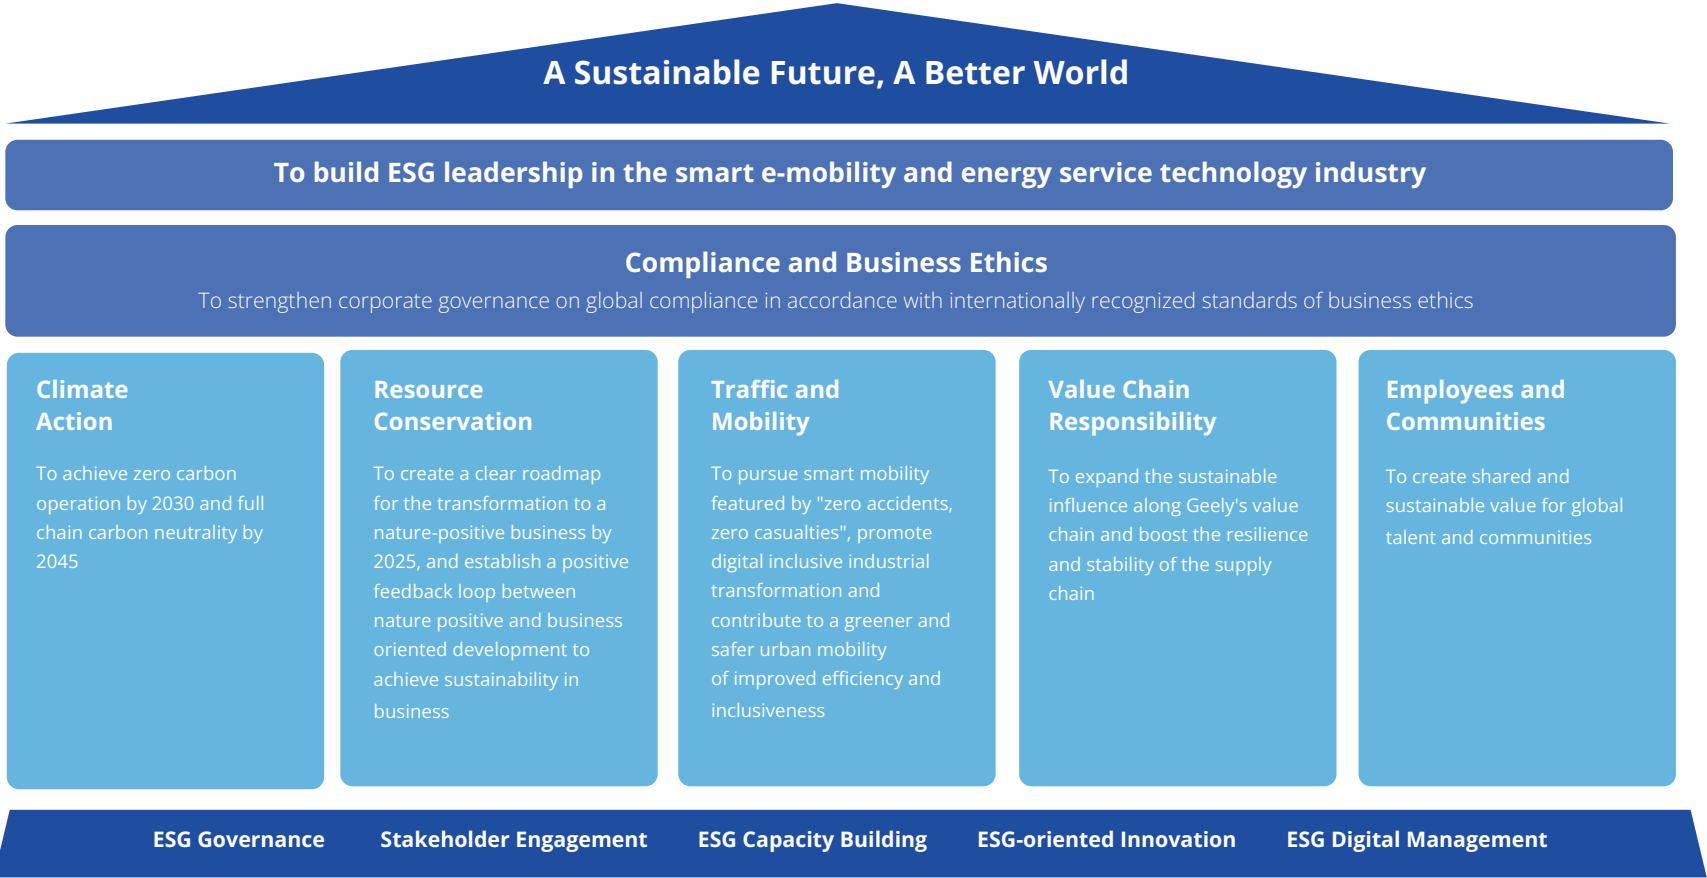 A Sustainable Future, A Better World
To build ESG leadership in the smart e-mobility and energy service technology industry
Compliance and Business Ethics
To strengthen corporate governance on global compliance in accordance with internationally recognized standards of business ethics
Climate
Action
To achieve zero carbon
operation by 2030 and full
chain carbon neutrality by
2045
Resource
Conservation
To create a clear roadmap
for the transformation to a
nature-positive business by
2025, and establish a positive
feedback loop between
nature positive and business
oriented development to
achieve sustainability in
business
Traffic and
Mobility
To pursue smart mobility
featured by "zero accidents,
zero casualties", promote
digital inclusive industrial
transformation and
contribute to a greener and
safer urban mobility
of improved efficiency and
inclusiveness
Value Chain
Responsibility
To expand the sustainable
influence along Geely's value
chain and boost the resilience
and stability of the supply
chain
Employees and
Communities
To create shared and
sustainable value for global
talent and communities
ESG Governance
Stakeholder Engagement
ESG Capacity Building
ESG-oriented Innovation
ESG Digital Management